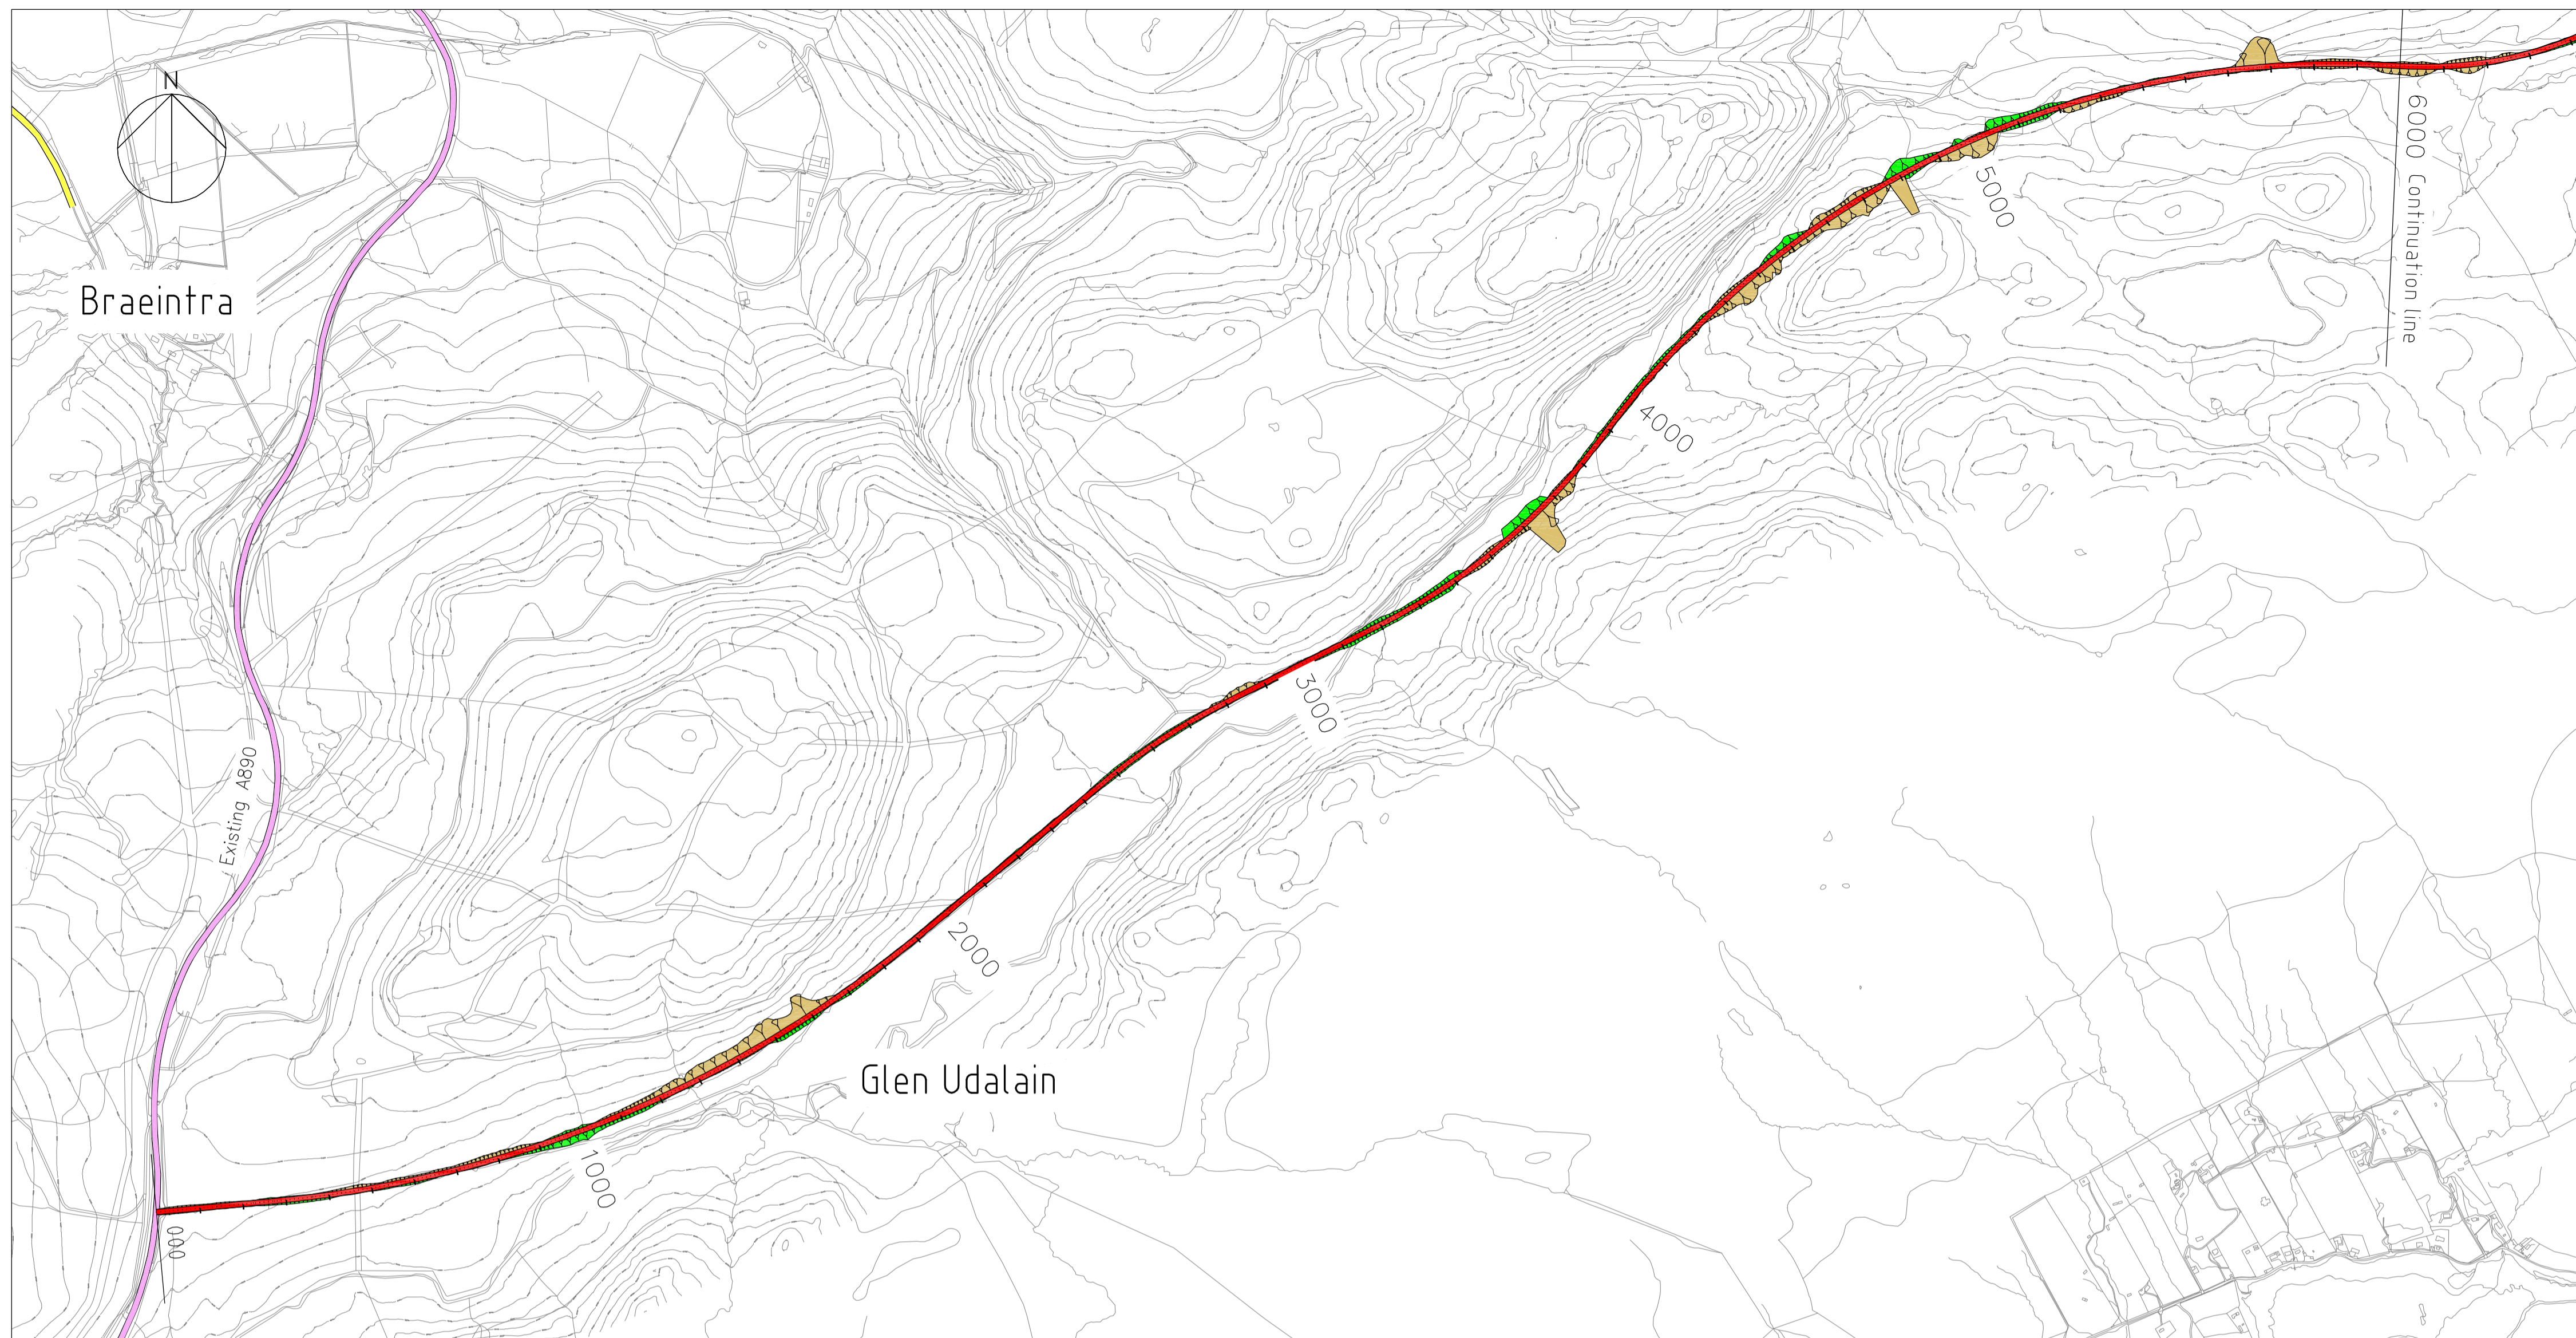 N
Braeintra
6000 Continuation line
5000
4000
3000
Existing A890
2000
Glen Udalain
1000
000